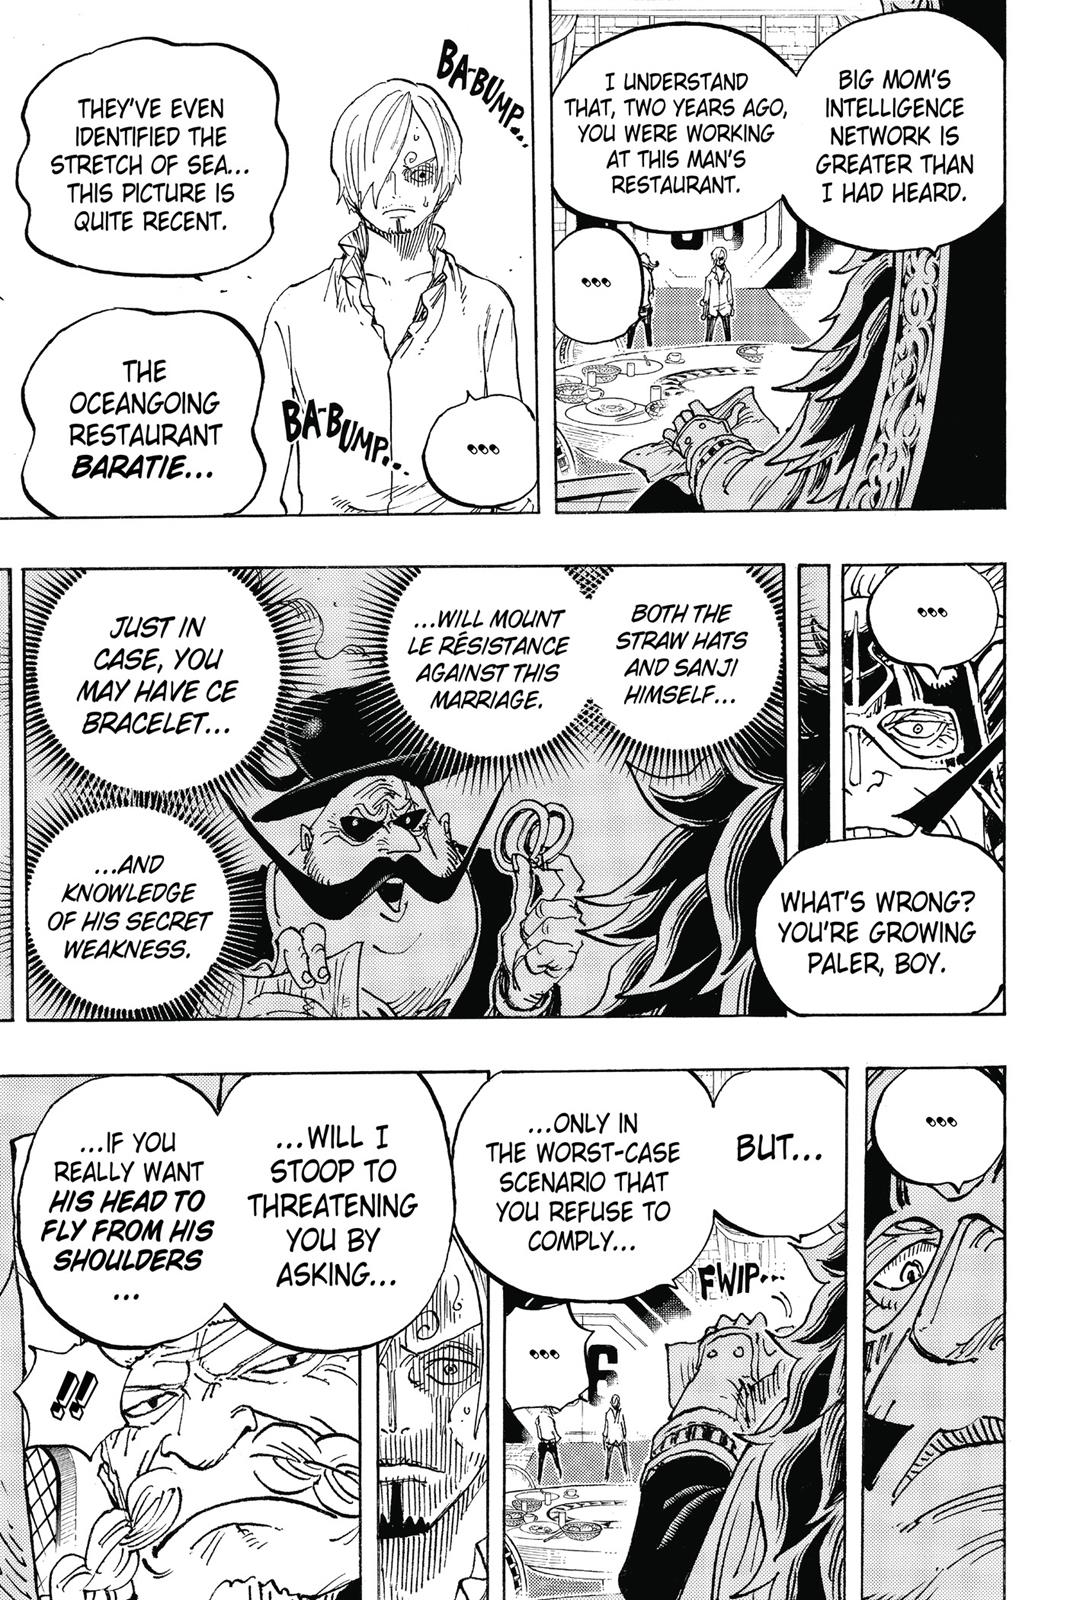 BIG MOM'S
INTELLIGENCE
NETWORK IS
GREATER THAN
I HAD HEARD.
I UNDERSTAND
THAT, TWO YEARS AGO,
YOU WERE WORKING
AT THIS MAN'S
RESTAURANT.
...
BA-BUMP...
THEY'VE EVEN
IDENTIFIED THE
STRETCH OF SEA...
THIS PICTURE IS
QUITE RECENT.
THE
OCEANGOING
RESTAURANT
BARATIE...
BA-BUMP...
...
...
WHAT'S WRONG?
YOU'RE GROWING
PALER, BOY.
BOTH THE
STRAW HATS
AND SANJI
HIMSELF...
...WILL MOUNT
LE RÉSISTANCE
AGAINST THIS
MARRIAGE.
JUST IN
CASE, YOU
MAY HAVE CE
BRACELET...
...AND
KNOWLEDGE
OF HIS SECRET
WEAKNESS.
...
BUT...
...ONLY IN
THE WORST-CASE
SCENARIO THAT
YOU REFUSE TO
COMPLY...
FWIP...
...
F
...WILL I
STOOP TO
THREATENING
YOU BY
ASKING...
...IF YOU
REALLY WANT
HIS HEAD TO
FLY FROM HIS
SHOULDERS
...
!!!